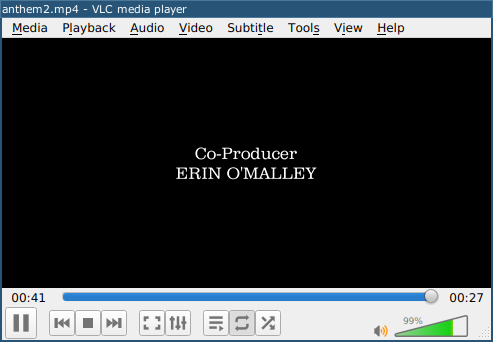 anthem2.mp4 - VLC media player
Media Playback Audio Video Subtitle Tools View Help
Co-Producer
ERIN O'MALLEY
00:41 00:27
99%